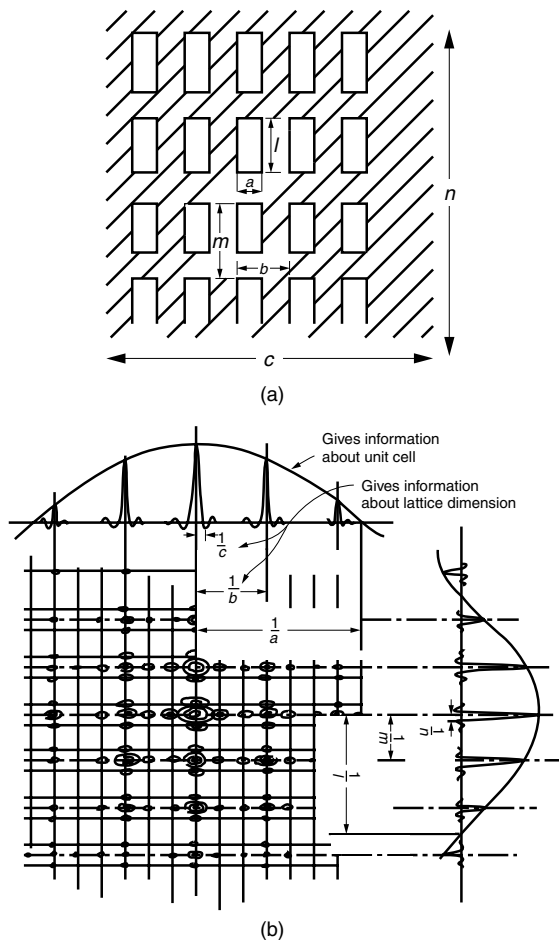 l
a
n
m
b
c
(a)
Gives information
about unit cell
Gives information
about lattice dimension
1/c
1/b
1/a
1/n
1/m
1/l
(b)